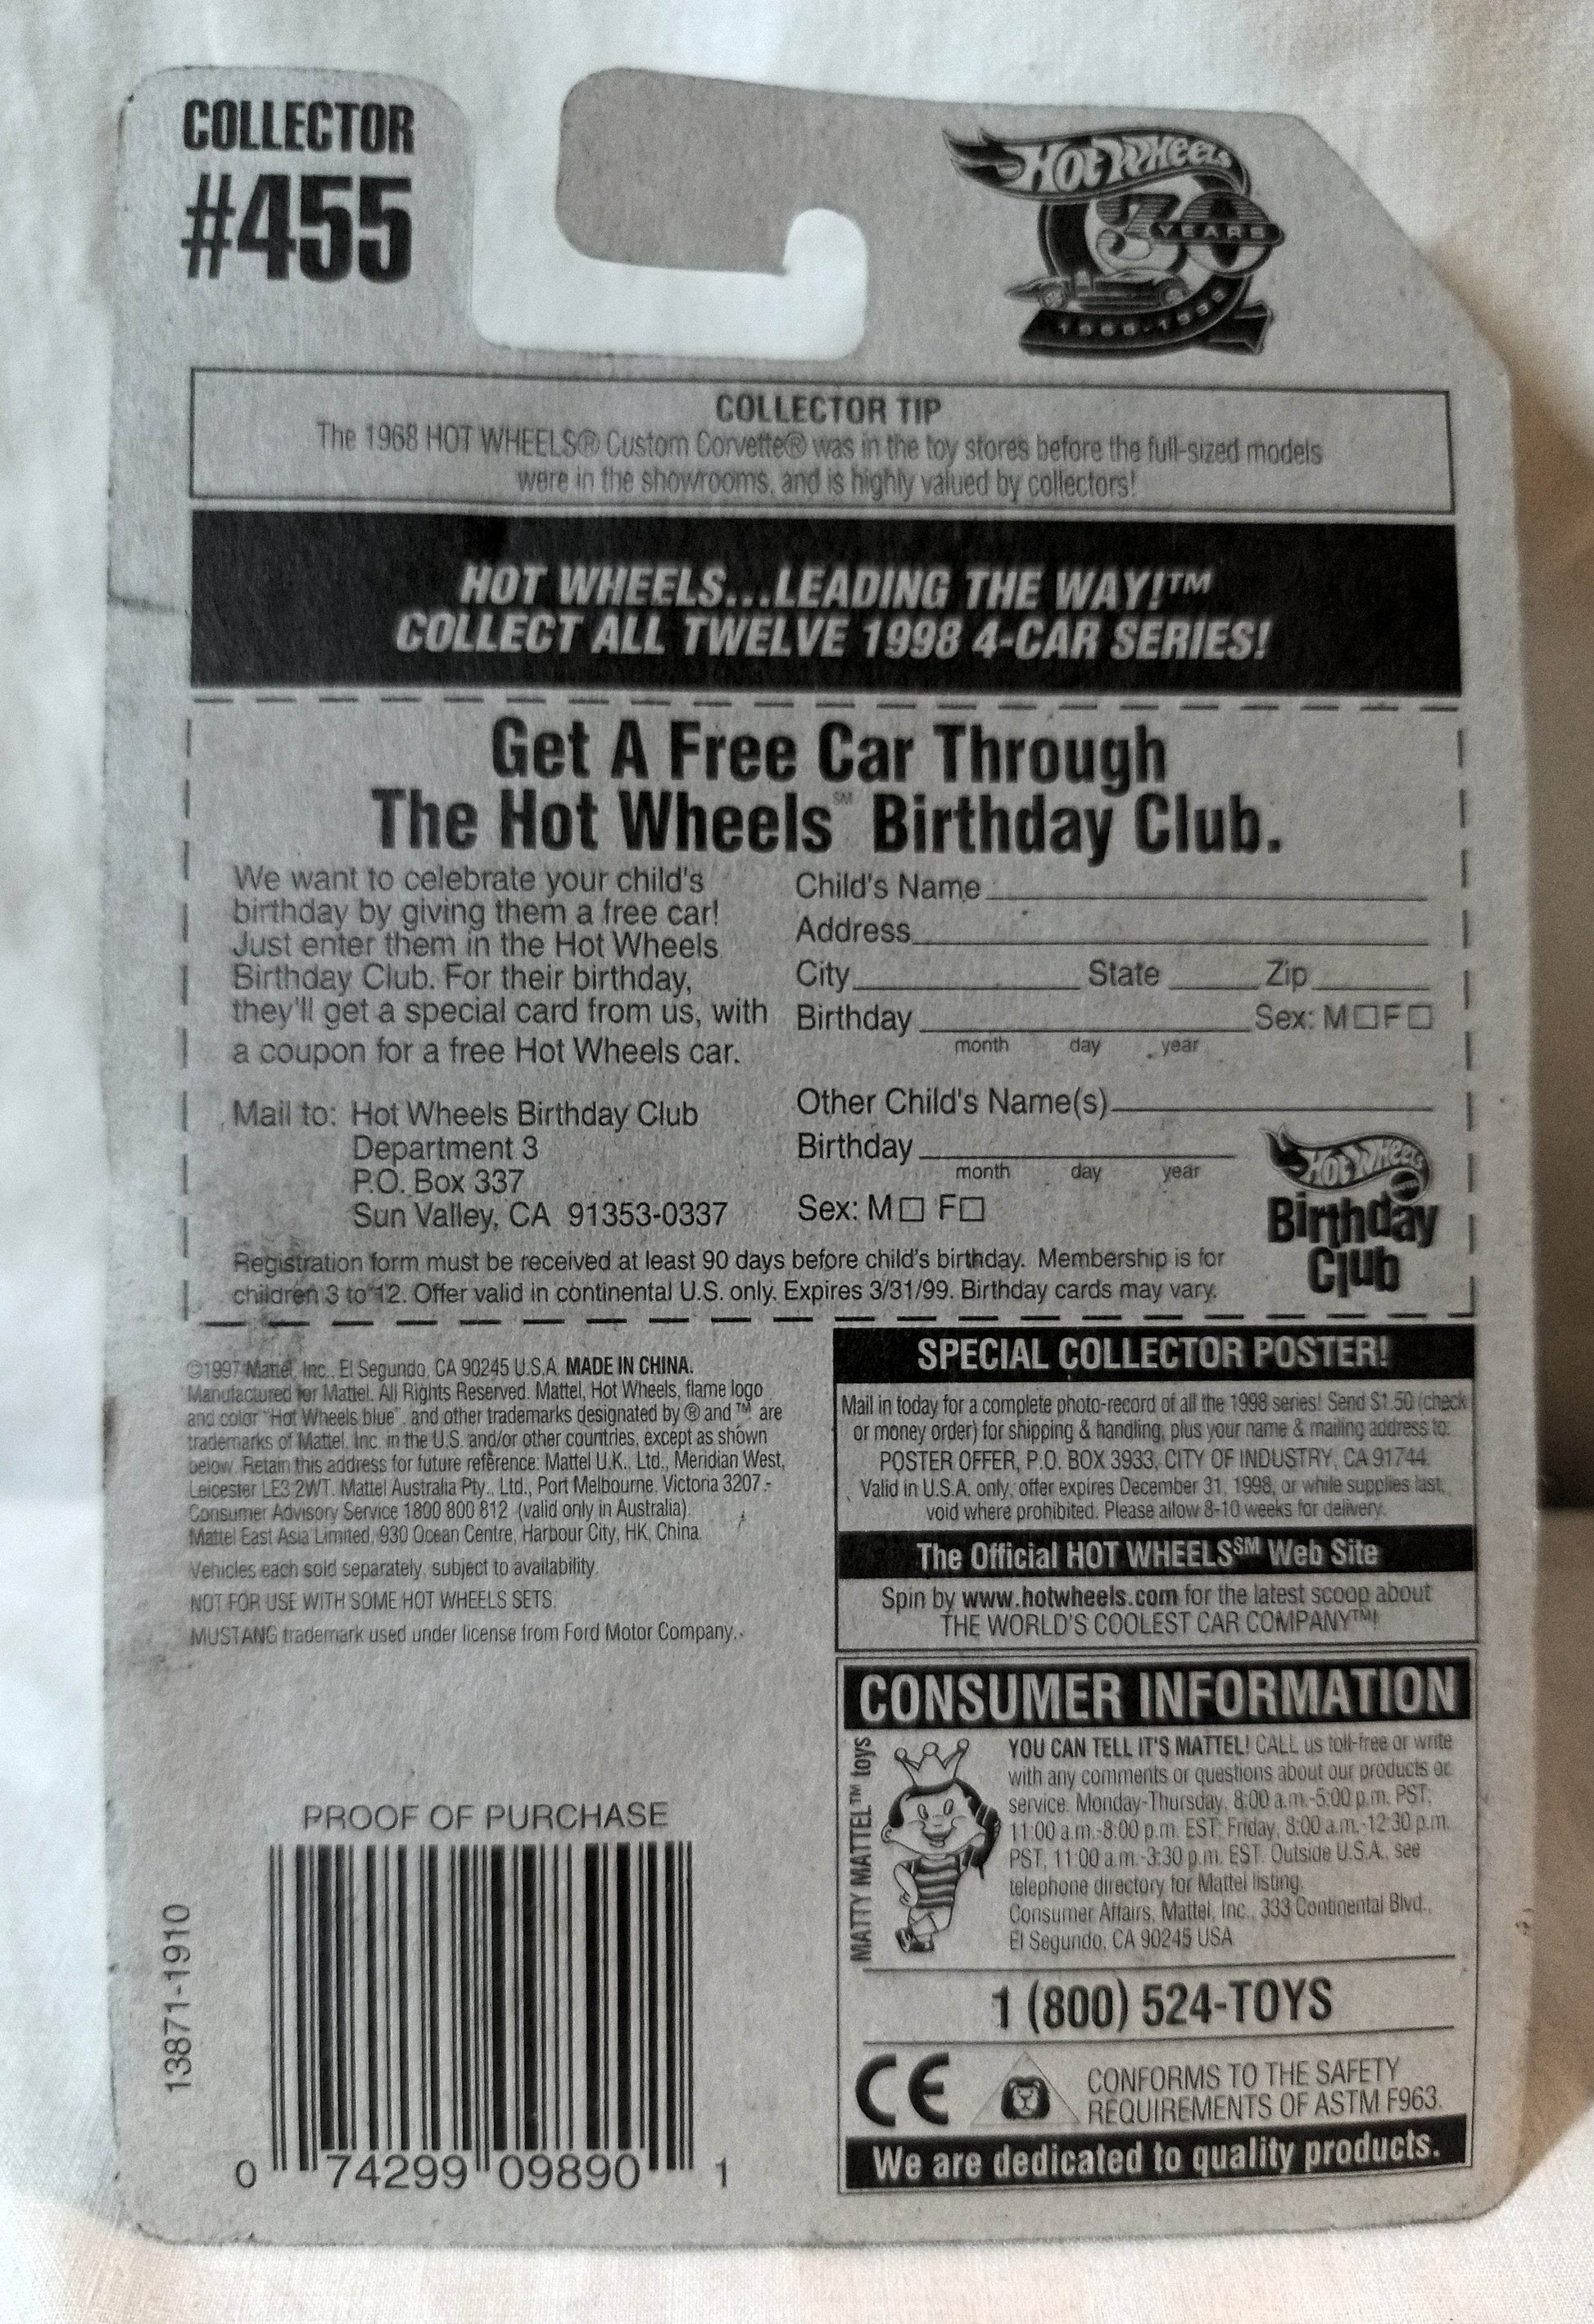 COLLECTOR
#455
HOT WHEELS
30
YEARS
1968-1998
COLLECTOR TIP
The 1968 HOT WHEELS® Custom Corvette® was in the toy stores before the full-sized models
were in the showrooms, and is highly valued by collectors!
HOT WHEELS...LEADING THE WAY!™
COLLECT ALL TWELVE 1998 4-CAR SERIES!
Get A Free Car Through
The Hot Wheels℠ Birthday Club.
We want to celebrate your child's
birthday by giving them a free car!
Just enter them in the Hot Wheels
Birthday Club. For their birthday,
they'll get a special card from us, with
a coupon for a free Hot Wheels car.
Mail to: Hot Wheels Birthday Club
Department 3
P.O. Box 337
Sun Valley, CA 91353-0337
Child's Name
Address
City State Zip
Birthday Sex: M□ F□
month day year
Other Child's Name(s)
Birthday
month day year
Sex: M□ F□
HOT WHEELS
Birthday
Club
Registration form must be received at least 90 days before child's birthday. Membership is for
children 3 to 12. Offer valid in continental U.S. only. Expires 3/31/99. Birthday cards may vary.
©1997 Mattel, Inc., El Segundo, CA 90245 U.S.A. MADE IN CHINA.
Manufactured for Mattel. All Rights Reserved. Mattel, Hot Wheels, flame logo
and color "Hot Wheels blue", and other trademarks designated by ® and ™ are
trademarks of Mattel, Inc. in the U.S. and/or other countries, except as shown
below. Retain this address for future reference: Mattel U.K., Ltd., Meridian West,
Leicester LE3 2WT. Mattel Australia Pty., Ltd., Port Melbourne, Victoria 3207.-
Consumer Advisory Service 1800 800 812 (valid only in Australia).
Mattel East Asia Limited, 930 Ocean Centre, Harbour City, HK, China.
Vehicles each sold separately, subject to availability.
NOT FOR USE WITH SOME HOT WHEELS SETS.
MUSTANG trademark used under license from Ford Motor Company.
SPECIAL COLLECTOR POSTER!
Mail in today for a complete photo-record of all the 1998 series! Send $1.50 (check
or money order) for shipping & handling, plus your name & mailing address to:
POSTER OFFER, P.O. BOX 3933, CITY OF INDUSTRY, CA 91744.
Valid in U.S.A. only, offer expires December 31, 1998, or while supplies last,
void where prohibited. Please allow 8-10 weeks for delivery.
The Official HOT WHEELS℠ Web Site
Spin by www.hotwheels.com for the latest scoop about
THE WORLD'S COOLEST CAR COMPANY™!
CONSUMER INFORMATION
MATTY MATTEL™ toys
YOU CAN TELL IT'S MATTEL! CALL us toll-free or write
with any comments or questions about our products or
service. Monday-Thursday, 8:00 a.m.-5:00 p.m. PST,
11:00 a.m.-8:00 p.m. EST; Friday, 8:00 a.m.-12:30 p.m.
PST, 11:00 a.m.-3:30 p.m. EST. Outside U.S.A., see
telephone directory for Mattel listing.
Consumer Affairs, Mattel, Inc., 333 Continental Blvd.,
El Segundo, CA 90245 USA
1 (800) 524-TOYS
CE
CONFORMS TO THE SAFETY
REQUIREMENTS OF ASTM F963.
We are dedicated to quality products.
PROOF OF PURCHASE
0 74299 09890 1
13871-1910